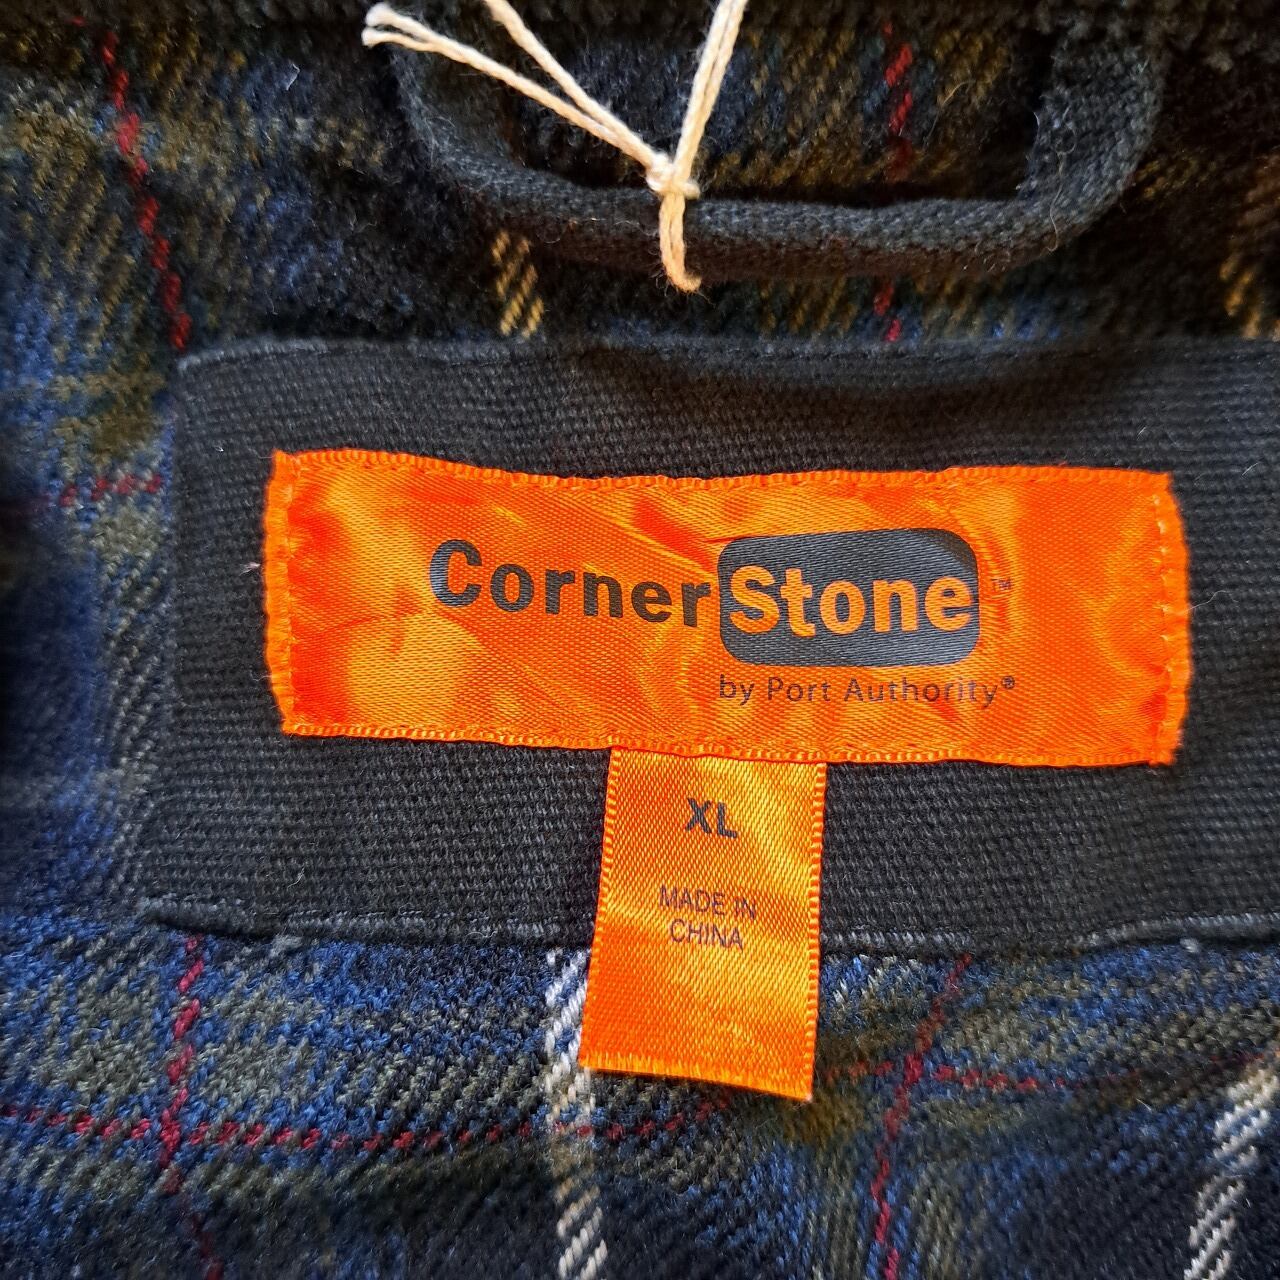 CornerStone™
by Port Authority®
XL
MADE IN
CHINA